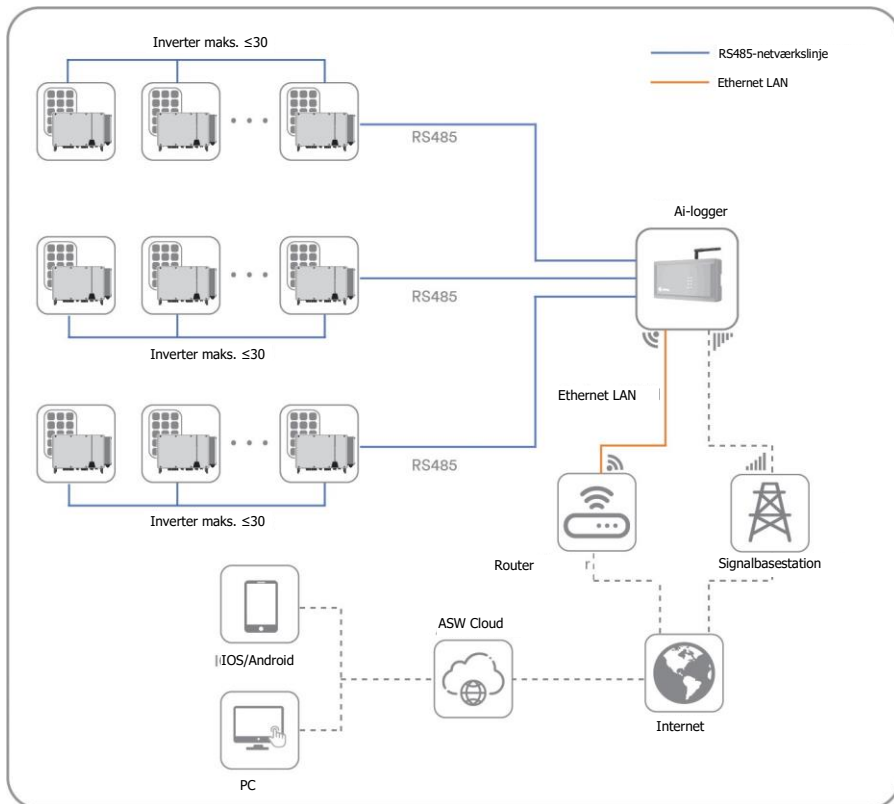 Inverter maks. ≤30
RS485-netværkslinje
Ethernet LAN
RS485
Ai-logger
RS485
Inverter maks. ≤30
Ethernet LAN
RS485
Inverter maks. ≤30
Router
Signalbasestation
ASW Cloud
IOS/Android
Internet
PC